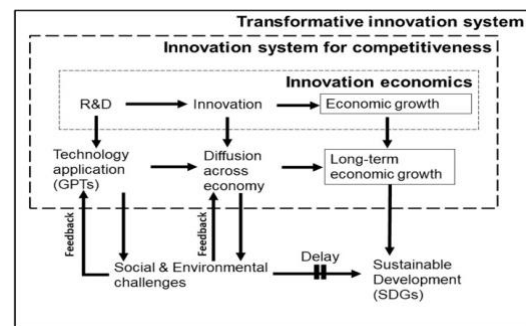 Transformative innovation system
Innovation system for competitiveness
Innovation economics
R&D
Innovation
Economic growth
Technology
application
(GPTs)
Diffusion
across
economy
Long-term
economic growth
Feedback
Feedback
Social & Environmental
challenges
Delay
Sustainable
Development
(SDGs)